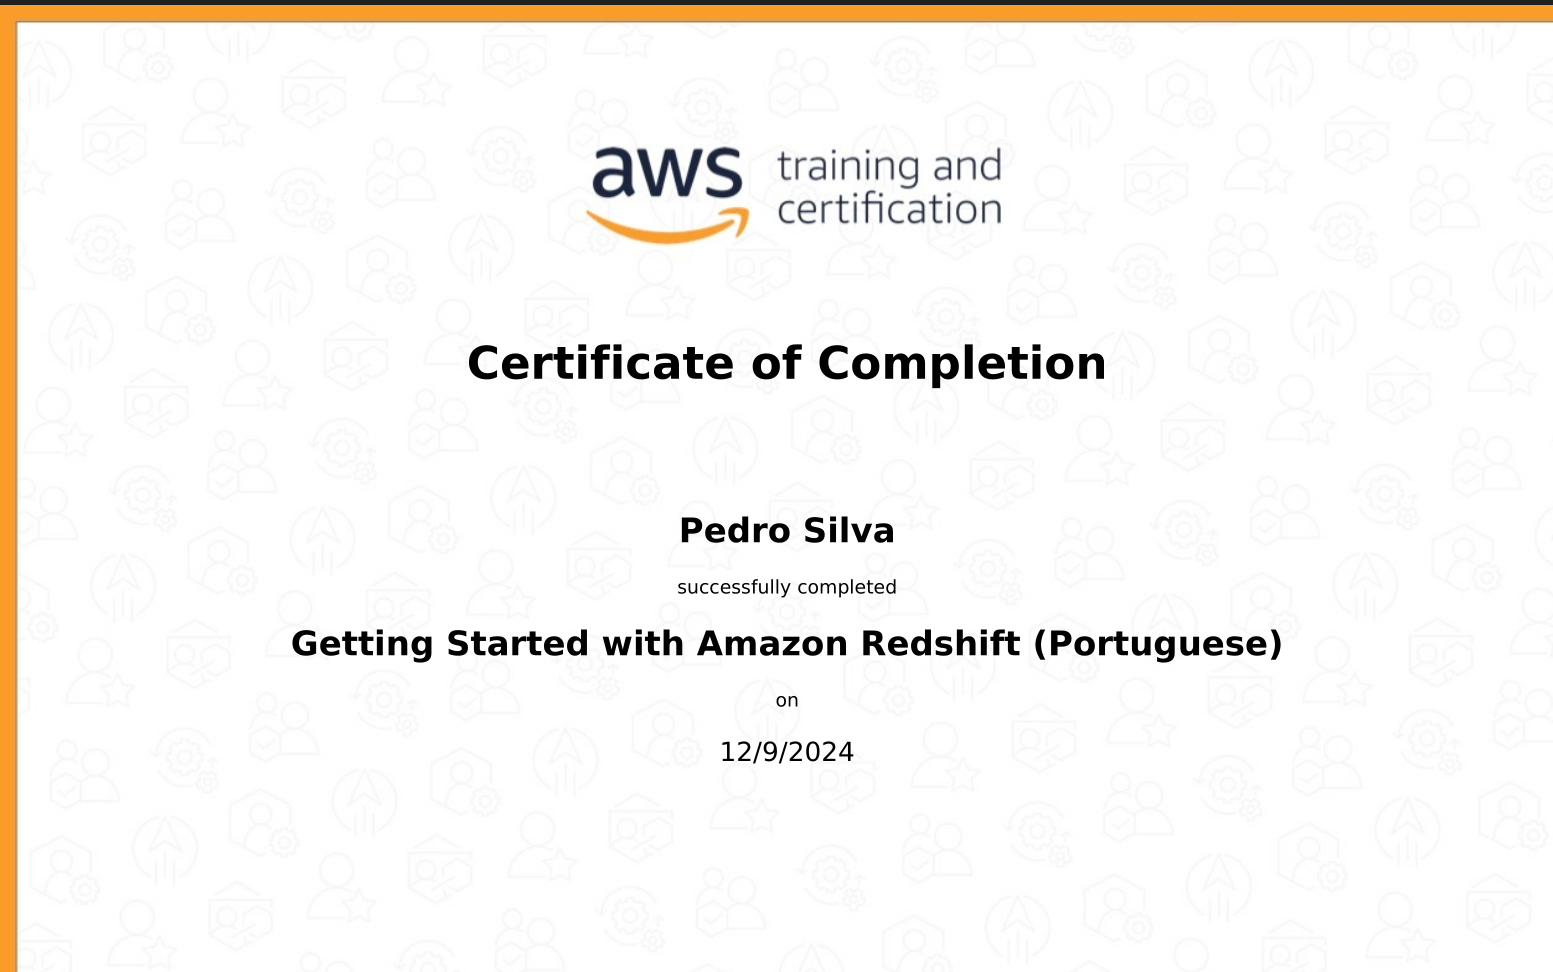 aws training and
certification
Certificate of Completion
Pedro Silva
successfully completed
Getting Started with Amazon Redshift (Portuguese)
on
12/9/2024